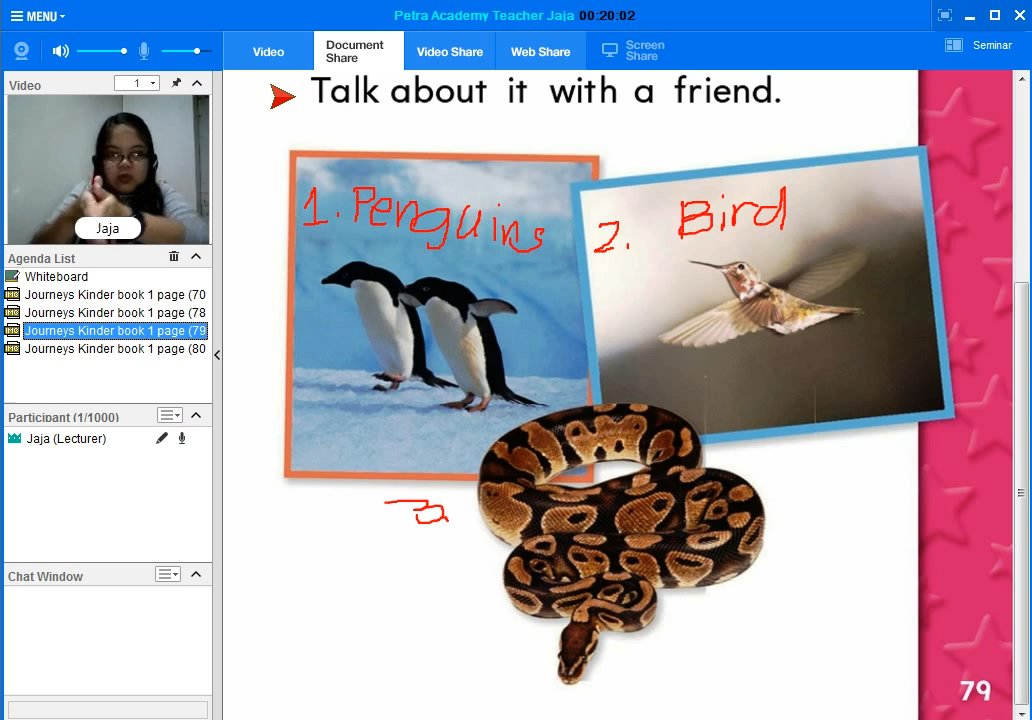 MENU
Petra Academy Teacher Jaja 00:20:02
Video
Document Share
Video Share
Web Share
Screen Share
Seminar
Video
1
Jaja
Agenda List
Whiteboard
Journeys Kinder book 1 page (70
Journeys Kinder book 1 page (78
Journeys Kinder book 1 page (79
Journeys Kinder book 1 page (80
Participant (1/1000)
Jaja (Lecturer)
Chat Window
Talk about it with a friend.
1. Penguins
2. Bird
79